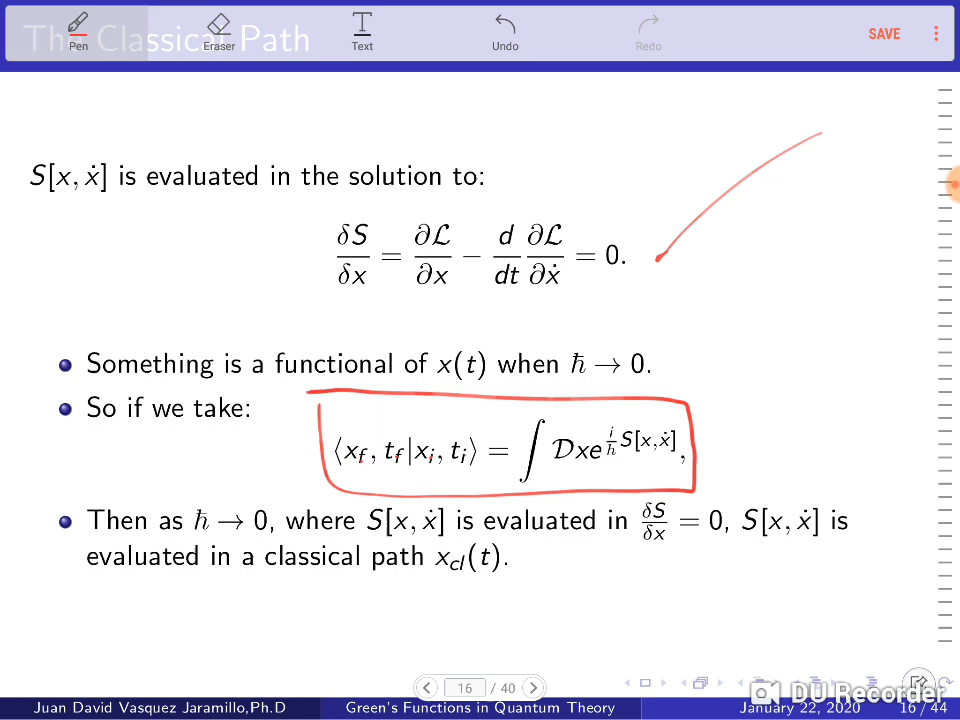 The Classical Path
Pen
Eraser
Text
Undo
Redo
SAVE
S[x, ẋ] is evaluated in the solution to:
δS/δx = ∂ℒ/∂x − d/dt ∂ℒ/∂ẋ = 0.
Something is a functional of x(t) when ℏ → 0.
So if we take:
⟨x_f, t_f|x_i, t_i⟩ = ∫ 𝒟xe^{i/ℏ S[x,ẋ]},
Then as ℏ → 0, where S[x, ẋ] is evaluated in δS/δx = 0, S[x, ẋ] is
evaluated in a classical path x_cl(t).
16 / 40
DU Recorder
Juan David Vasquez Jaramillo,Ph.D
Green's Functions in Quantum Theory
January 22, 2020
16 / 44